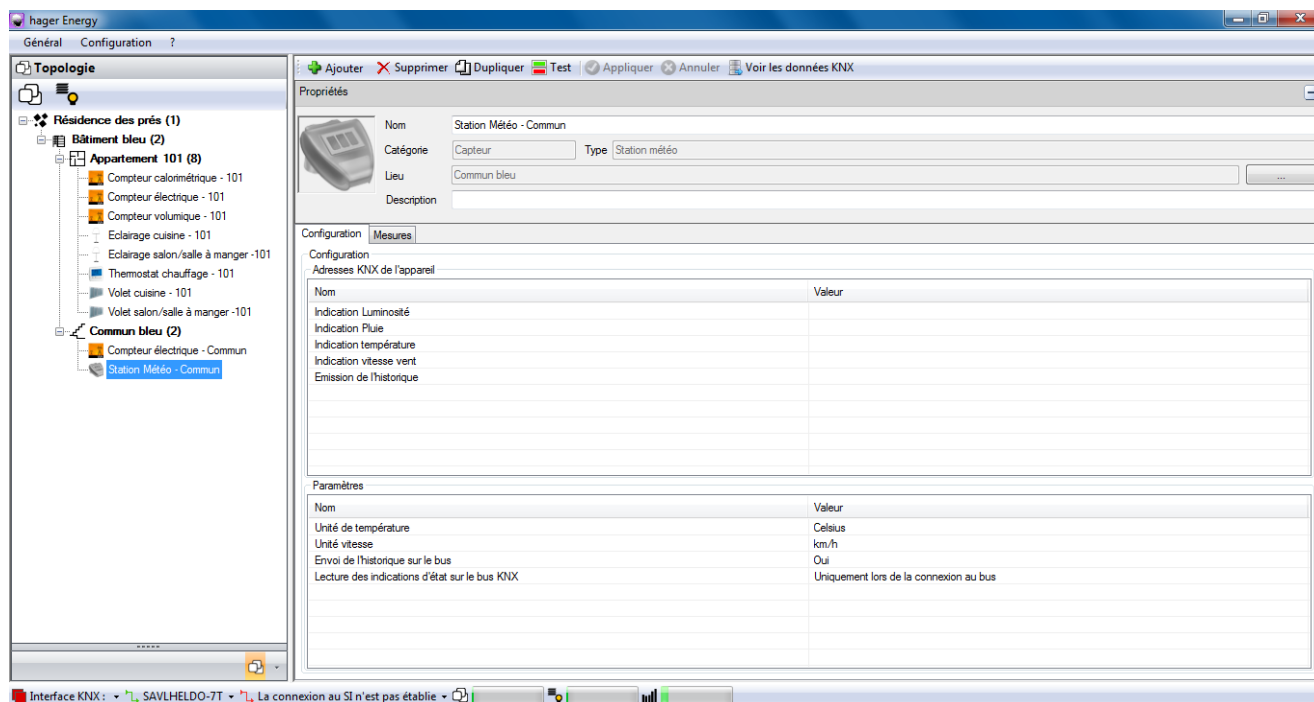 hager Energy
Général Configuration ?
Topologie
Résidence des prés (1)
Bâtiment bleu (2)
Appartement 101 (8)
Compteur calorimétrique - 101
Compteur électrique - 101
Compteur volumique - 101
Eclairage cuisine - 101
Eclairage salon/salle à manger -101
Thermostat chauffage - 101
Volet cuisine - 101
Volet salon/salle à manger -101
Commun bleu (2)
Compteur électrique - Commun
Station Météo - Commun
Ajouter Supprimer Dupliquer Test Appliquer Annuler Voir les données KNX
Propriétés
Nom Station Météo - Commun
Catégorie Capteur Type Station météo
Lieu Commun bleu ...
Description
Configuration Mesures
Configuration
Adresses KNX de l'appareil
Nom Valeur
Indication Luminosité
Indication Pluie
Indication température
Indication vitesse vent
Emission de l'historique
Paramètres
Nom Valeur
Unité de température Celsius
Unité vitesse km/h
Envoi de l'historique sur le bus Oui
Lecture des indications d'état sur le bus KNX Uniquement lors de la connexion au bus
Interface KNX : SAVLHELDO-7T La connexion au SI n'est pas établie